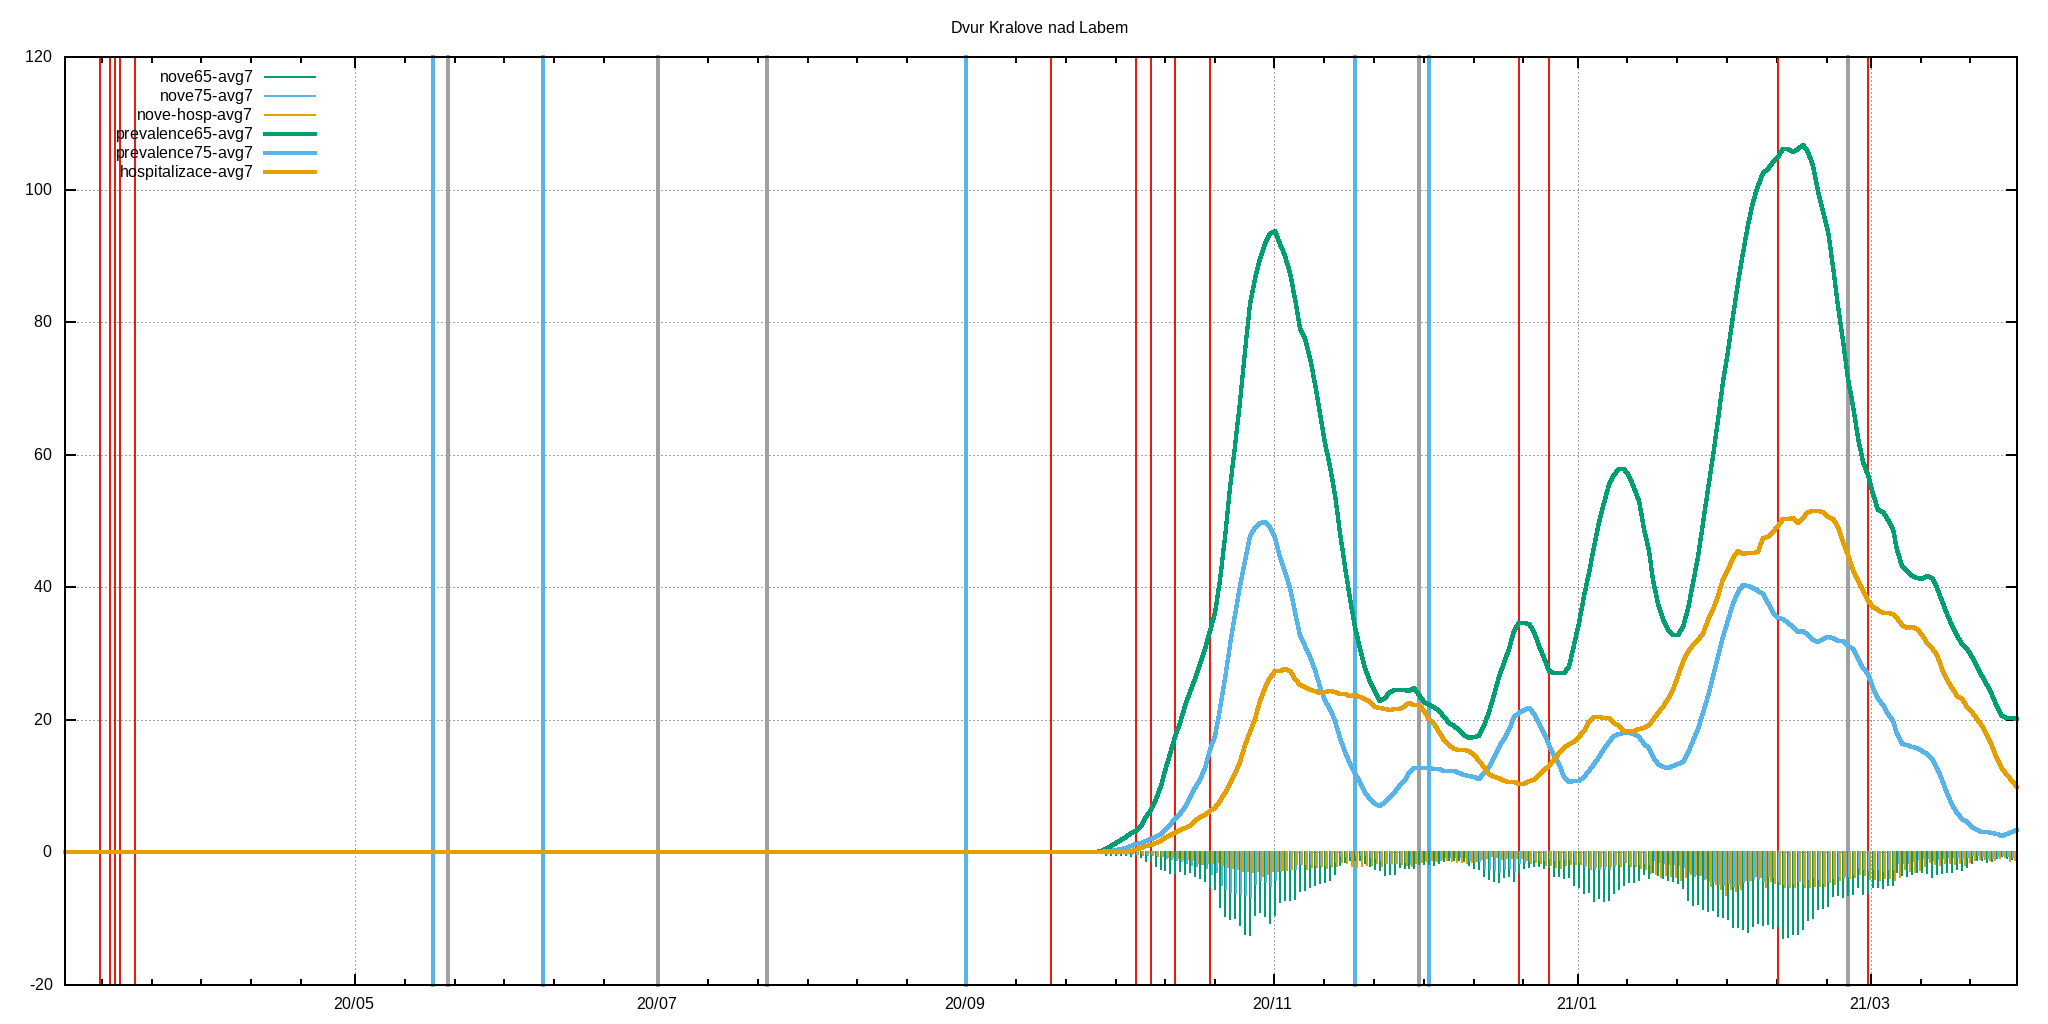 Dvur Kralove nad Labem
120
100
80
60
40
20
0
-20
nove65-avg7
nove75-avg7
nove-hosp-avg7
prevalence65-avg7
prevalence75-avg7
hospitalizace-avg7
20/05 20/07 20/09 20/11 21/01 21/03